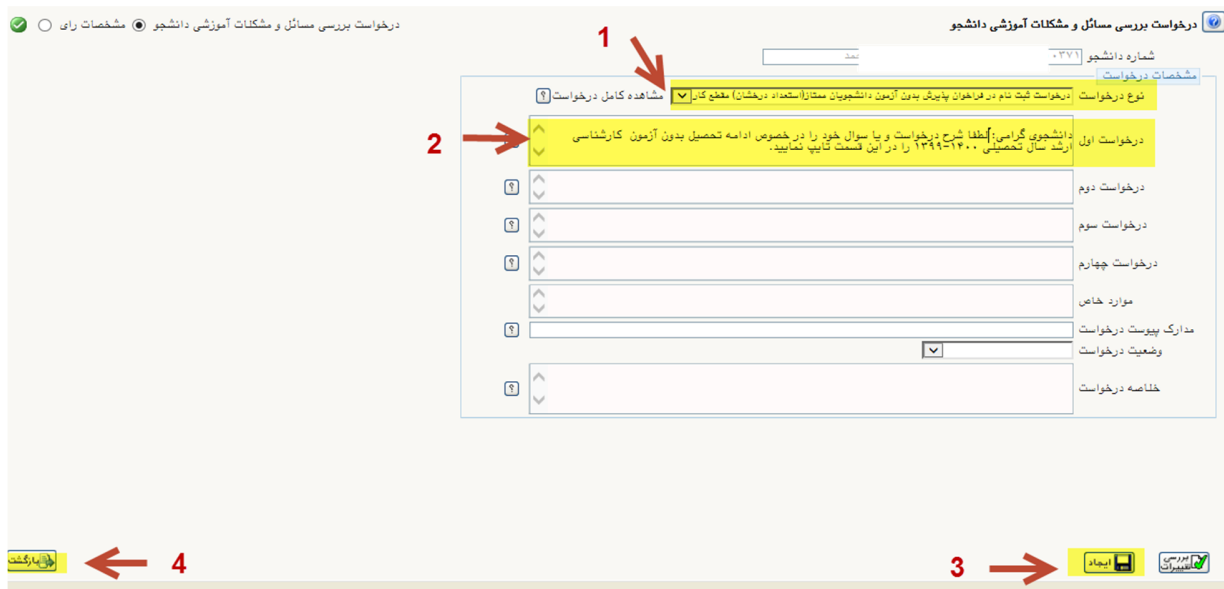 درخواست بررسی مسائل و مشکلات آموزشی دانشجو
درخواست بررسی مسائل و مشکلات آموزشی دانشجو مشخصات رای
شماره دانشجو ۰۳۷۱
مشخصات درخواست
1
نوع درخواست درخواست ثبت نام در فراخوان پذیرش بدون آزمون دانشجویان ممتاز(استعداد درخشان) مقطع کار مشاهده کامل درخواست ؟
2
درخواست اول دانشجوی گرامی:لطفا شرح درخواست و یا سوال خود را در خصوص ادامه تحصیل بدون آزمون کارشناسی
ارشد سال تحصیلی ۱۴۰۰-۱۳۹۹ را در این قسمت تایپ نمایید.
درخواست دوم ؟
درخواست سوم ؟
درخواست چهارم ؟
موارد خاص
مدارک پیوست درخواست ؟
وضعیت درخواست
خلاصه درخواست ؟
بررسی
تغییرات
ایجاد
3
4
بازگشت